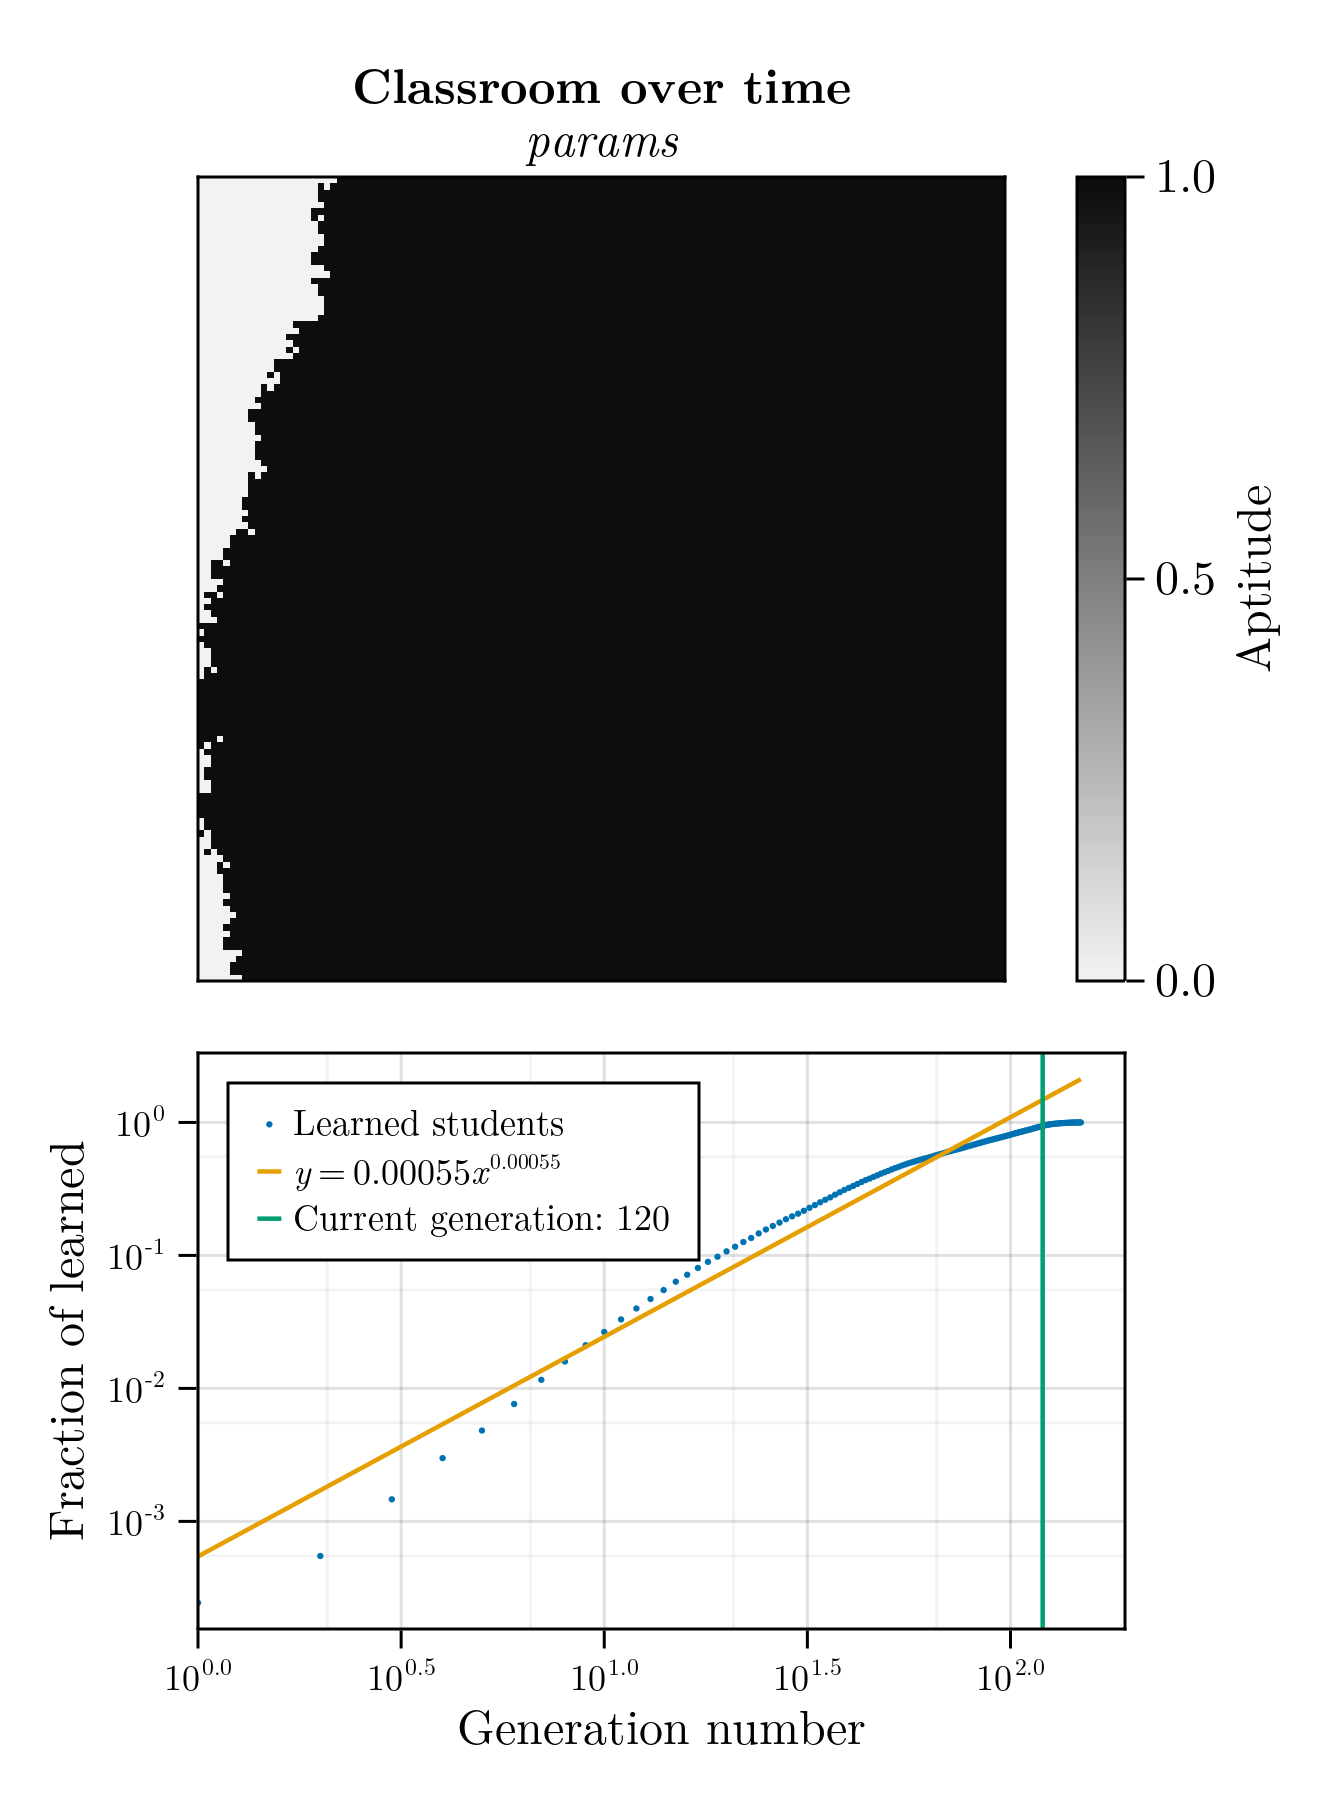 Classroom over time
params
1.0
0.5
0.0
Aptitude
Learned students
y = 0.00055x^0.00055
Current generation: 120
Fraction of learned
10^0
10^-1
10^-2
10^-3
10^0.0 10^0.5 10^1.0 10^1.5 10^2.0
Generation number